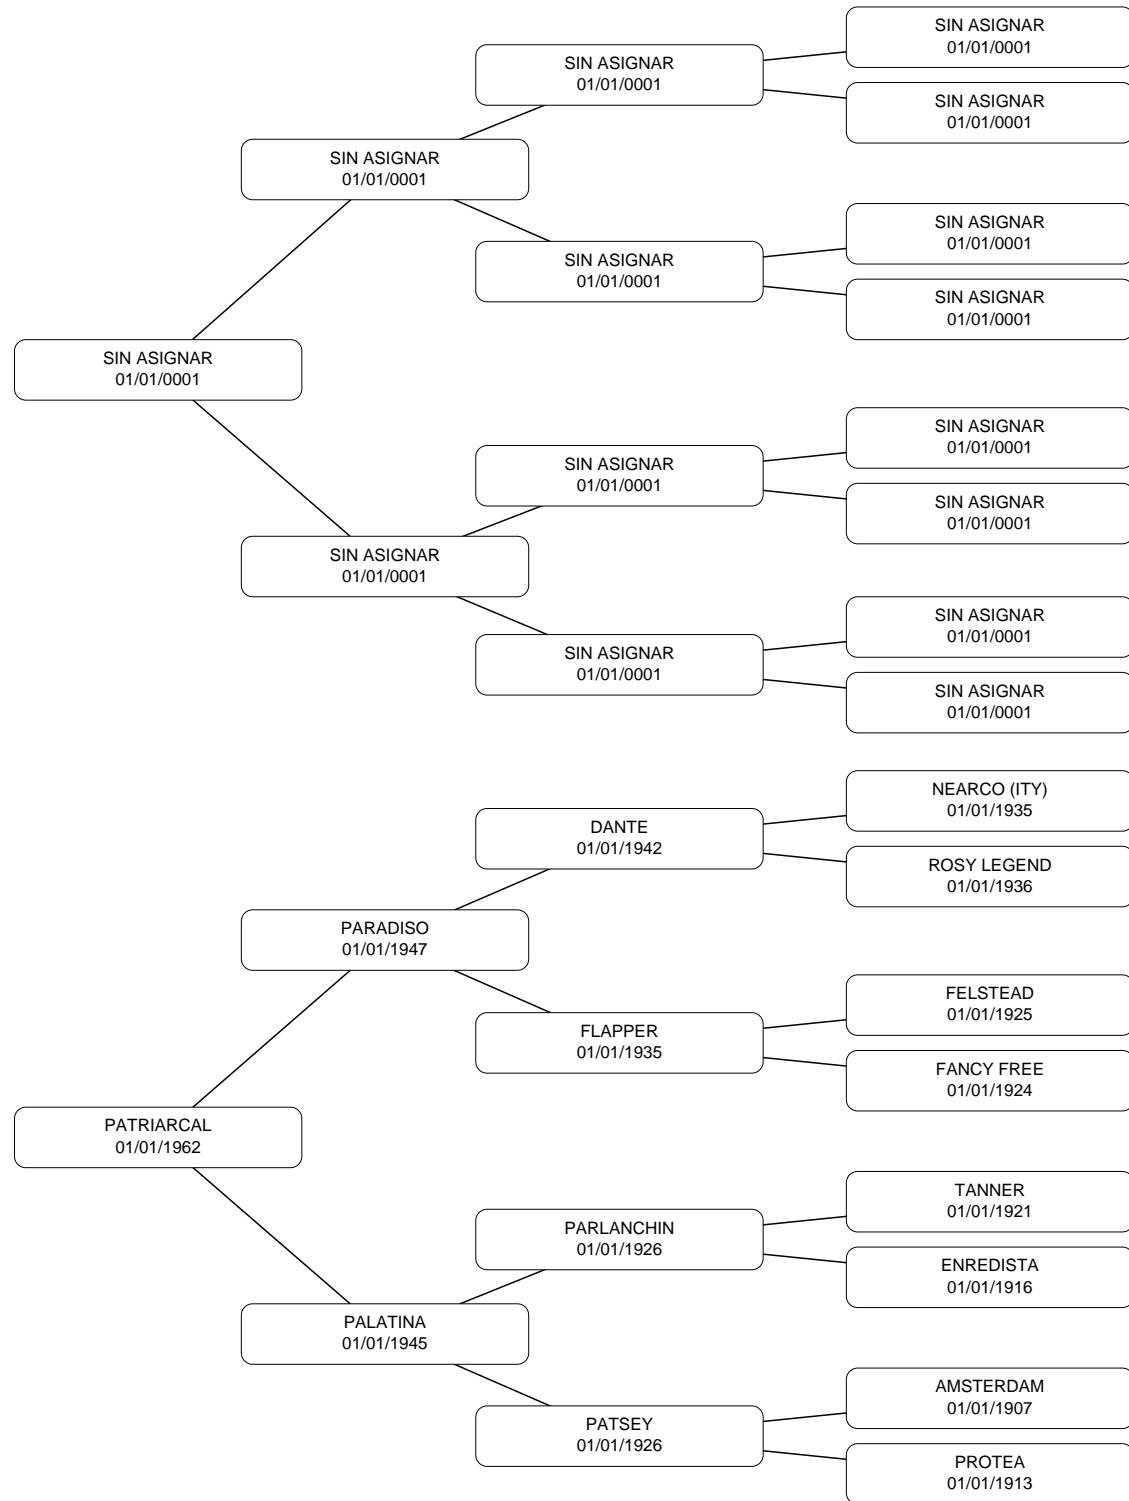 SIN ASIGNAR
01/01/0001
SIN ASIGNAR
01/01/0001
SIN ASIGNAR
01/01/0001
SIN ASIGNAR
01/01/0001
SIN ASIGNAR
01/01/0001
SIN ASIGNAR
01/01/0001
SIN ASIGNAR
01/01/0001
SIN ASIGNAR
01/01/0001
SIN ASIGNAR
01/01/0001
SIN ASIGNAR
01/01/0001
SIN ASIGNAR
01/01/0001
SIN ASIGNAR
01/01/0001
SIN ASIGNAR
01/01/0001
SIN ASIGNAR
01/01/0001
SIN ASIGNAR
01/01/0001
NEARCO (ITY)
01/01/1935
DANTE
01/01/1942
ROSY LEGEND
01/01/1936
PARADISO
01/01/1947
FELSTEAD
01/01/1925
FLAPPER
01/01/1935
FANCY FREE
01/01/1924
PATRIARCAL
01/01/1962
TANNER
01/01/1921
PARLANCHIN
01/01/1926
ENREDISTA
01/01/1916
PALATINA
01/01/1945
AMSTERDAM
01/01/1907
PATSEY
01/01/1926
PROTEA
01/01/1913